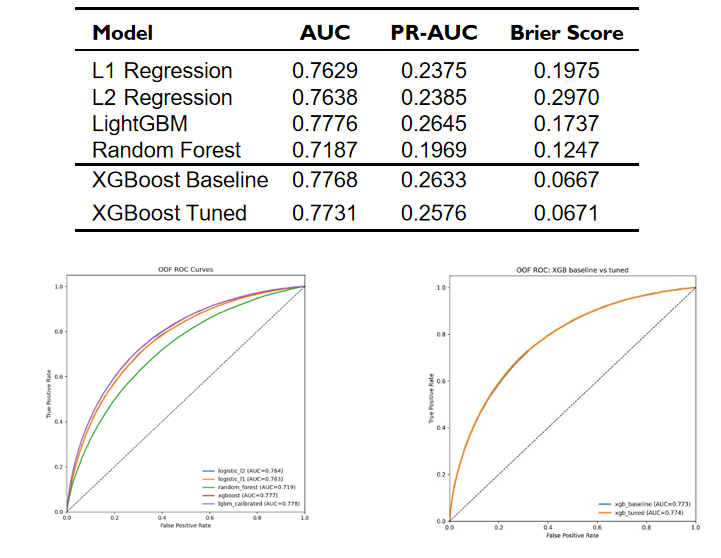 Model AUC PR-AUC Brier Score
L1 Regression 0.7629 0.2375 0.1975
L2 Regression 0.7638 0.2385 0.2970
LightGBM 0.7776 0.2645 0.1737
Random Forest 0.7187 0.1969 0.1247
XGBoost Baseline 0.7768 0.2633 0.0667
XGBoost Tuned 0.7731 0.2576 0.0671
OOF ROC Curves
True Positive Rate
1.0
0.8
0.6
0.4
0.2
0.0
logistic_l2 (AUC=0.764)
logistic_l1 (AUC=0.763)
random_forest (AUC=0.719)
xgboost (AUC=0.777)
lgbm_calibrated (AUC=0.778)
0.0 0.2 0.4 0.6 0.8 1.0
False Positive Rate
OOF ROC: XGB baseline vs tuned
True Positive Rate
1.0
0.8
0.6
0.4
0.2
0.0
xgb_baseline (AUC=0.773)
xgb_tuned (AUC=0.774)
0.0 0.2 0.4 0.6 0.8 1.0
False Positive Rate